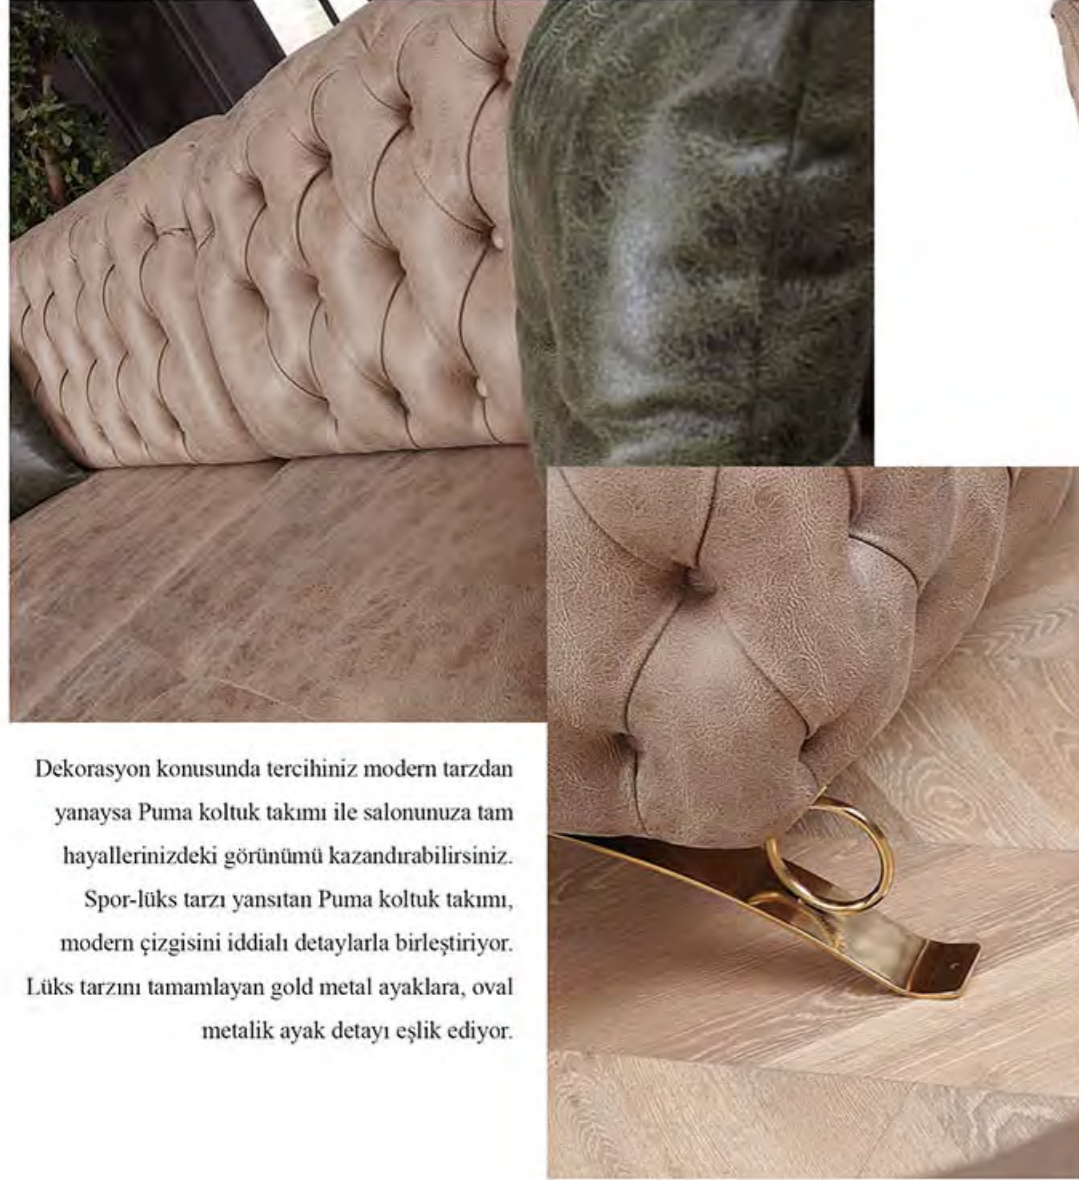 Dekorasyon konusunda tercihiniz modern tarzdan
yanaysa Puma koltuk takımı ile salonunuza tam
hayallerinizdeki görünümü kazandırabilirsiniz.
Spor-lüks tarzı yansıtan Puma koltuk takımı,
modern çizgisini iddialı detaylarla birleştiriyor.
Lüks tarzını tamamlayan gold metal ayaklara, oval
metalik ayak detayı eşlik ediyor.